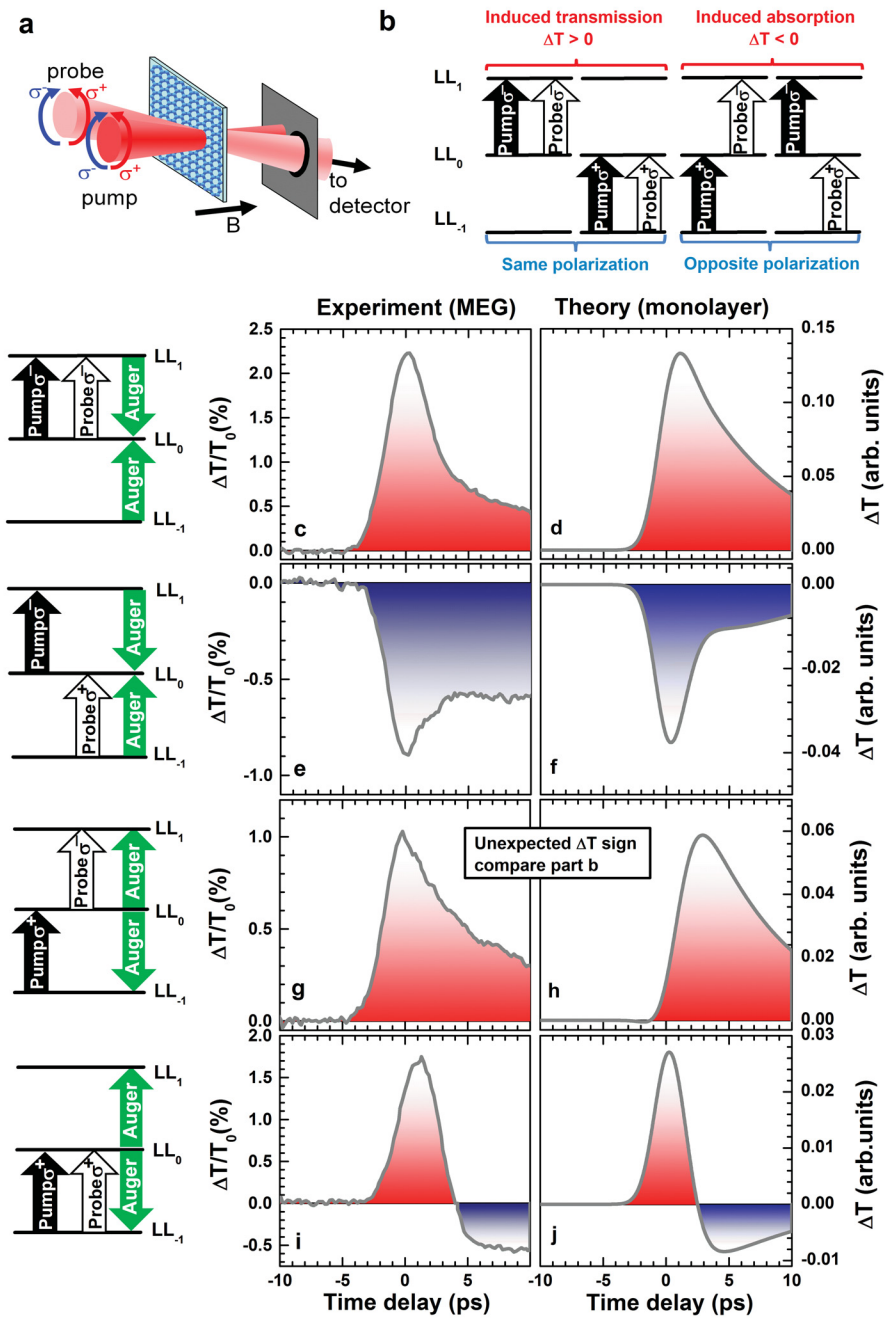 a
probe
σ- σ+
σ- σ+
pump
B
to
detector
b
Induced transmission
ΔT > 0
Induced absorption
ΔT < 0
LL1
LL0
LL-1
Pump σ-
Probe σ-
Pump σ+
Probe σ+
Pump σ+
Probe σ-
Pump σ-
Probe σ+
Same polarization
Opposite polarization
Experiment (MEG)
Theory (monolayer)
LL1
LL0
LL-1
Pump σ-
Probe σ-
Auger
Auger
ΔT/T0(%)
2.5
2.0
1.5
1.0
0.5
0.0
c
d
0.15
0.10
0.05
0.00
ΔT (arb. units)
LL1
LL0
LL-1
Pump σ-
Probe σ+
Auger
Auger
ΔT/T0(%)
0.0
-0.5
-1.0
e
f
0.00
-0.02
-0.04
ΔT (arb. units)
LL1
LL0
LL-1
Pump σ+
Probe σ-
Auger
Auger
ΔT/T0(%)
1.0
0.5
0.0
g
Unexpected ΔT sign
compare part b
h
0.06
0.04
0.02
0.00
ΔT (arb. units)
LL1
LL0
LL-1
Pump σ+
Probe σ+
Auger
Auger
ΔT/T0(%)
2.0
1.5
1.0
0.5
0.0
-0.5
i
j
0.03
0.02
0.01
0.00
-0.01
ΔT (arb.units)
-10 -5 0 5 -10 -5 0 5 10
Time delay (ps)
Time delay (ps)